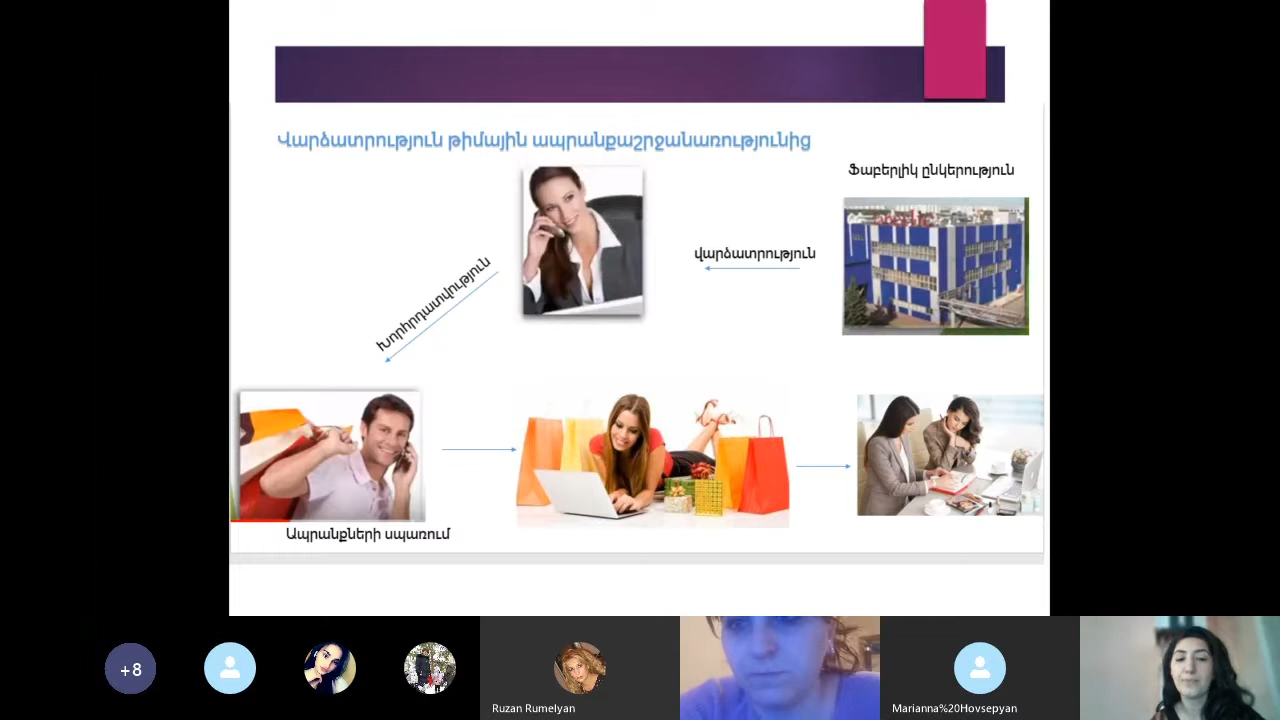 Վարձատրություն թիմային ապրանքաշրջանառությունից
Ֆաբերլիկ ընկերություն
վարձատրություն
Խորհրդատվություն
Ապրանքների սպառում
+8
Ruzan Rumelyan
Marianna%20Hovsepyan